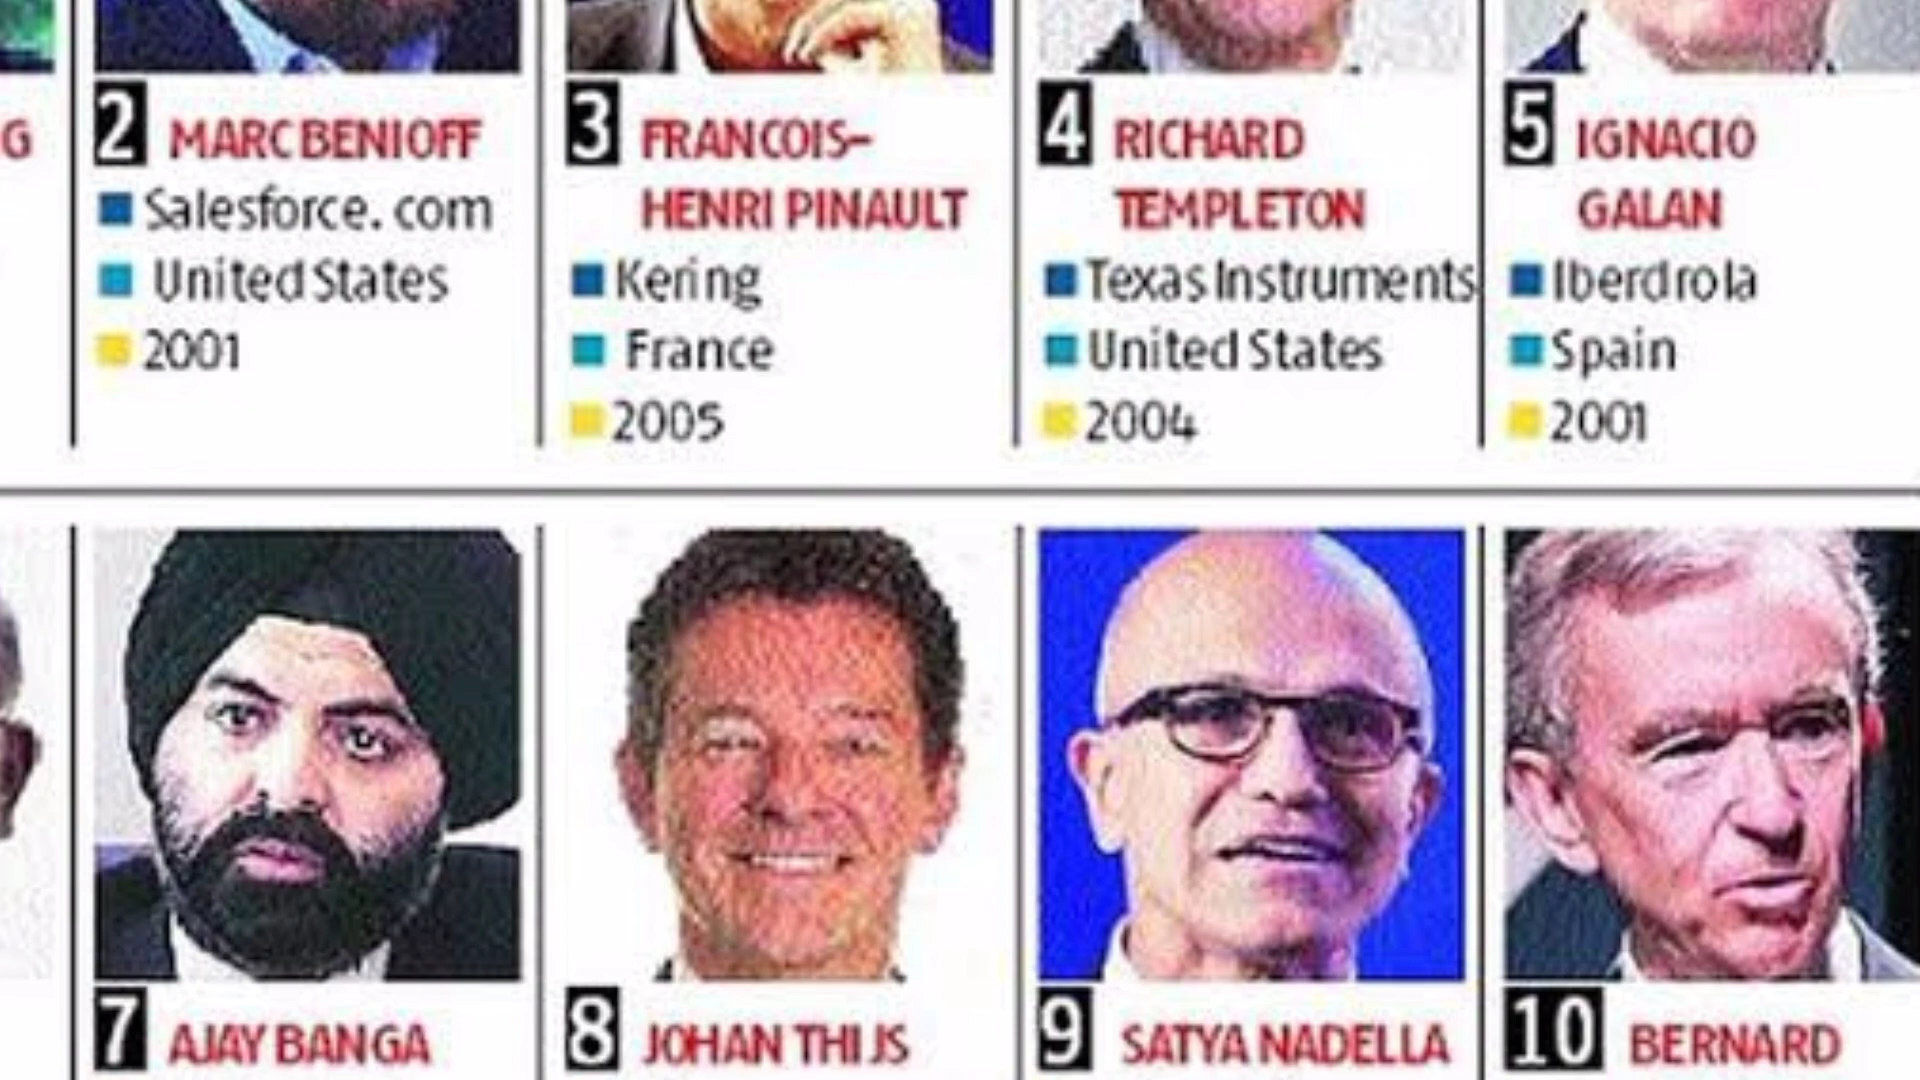 G
2 MARC BENIOFF
Salesforce. com
United States
2001
3 FRANCOIS-
HENRI PINAULT
Kering
France
2005
4 RICHARD
TEMPLETON
Texas Instruments
United States
2004
5 IGNACIO
GALAN
Iberdrola
Spain
2001
7 AJAY BANGA
8 JOHAN THIJS
9 SATYA NADELLA
10 BERNARD